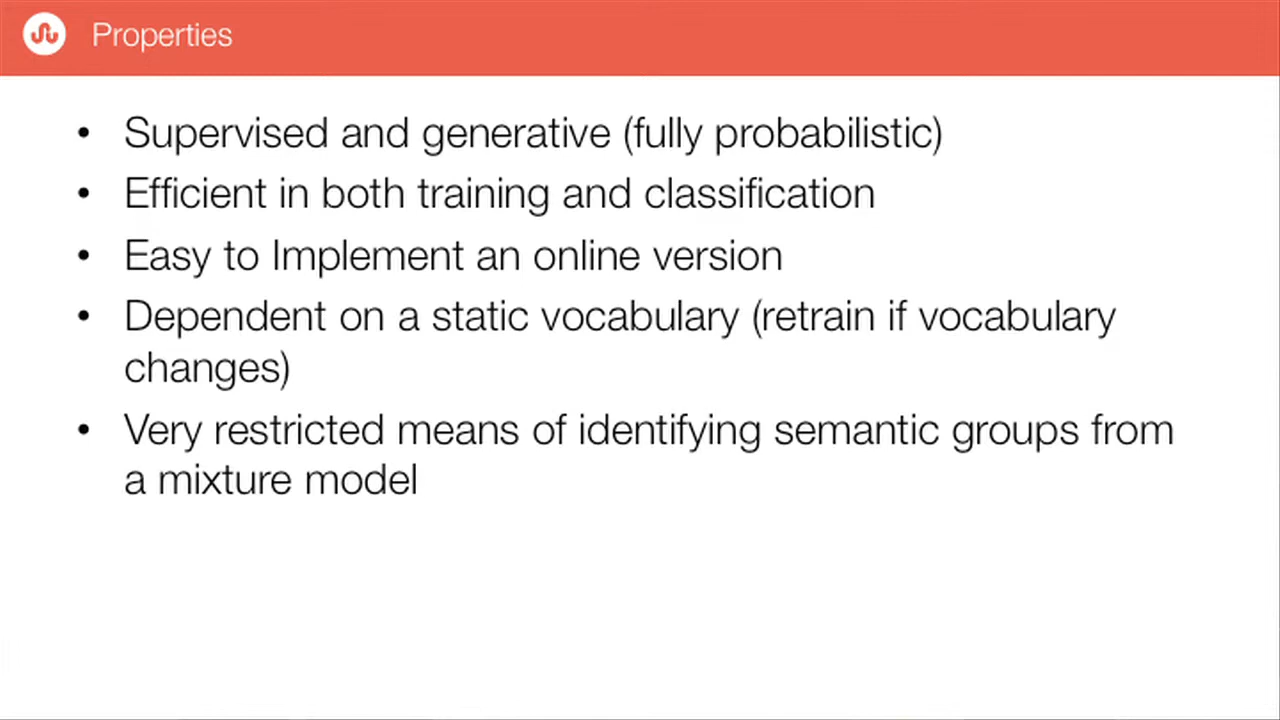 Properties
• Supervised and generative (fully probabilistic)
• Efficient in both training and classification
• Easy to Implement an online version
• Dependent on a static vocabulary (retrain if vocabulary
changes)
• Very restricted means of identifying semantic groups from
a mixture model